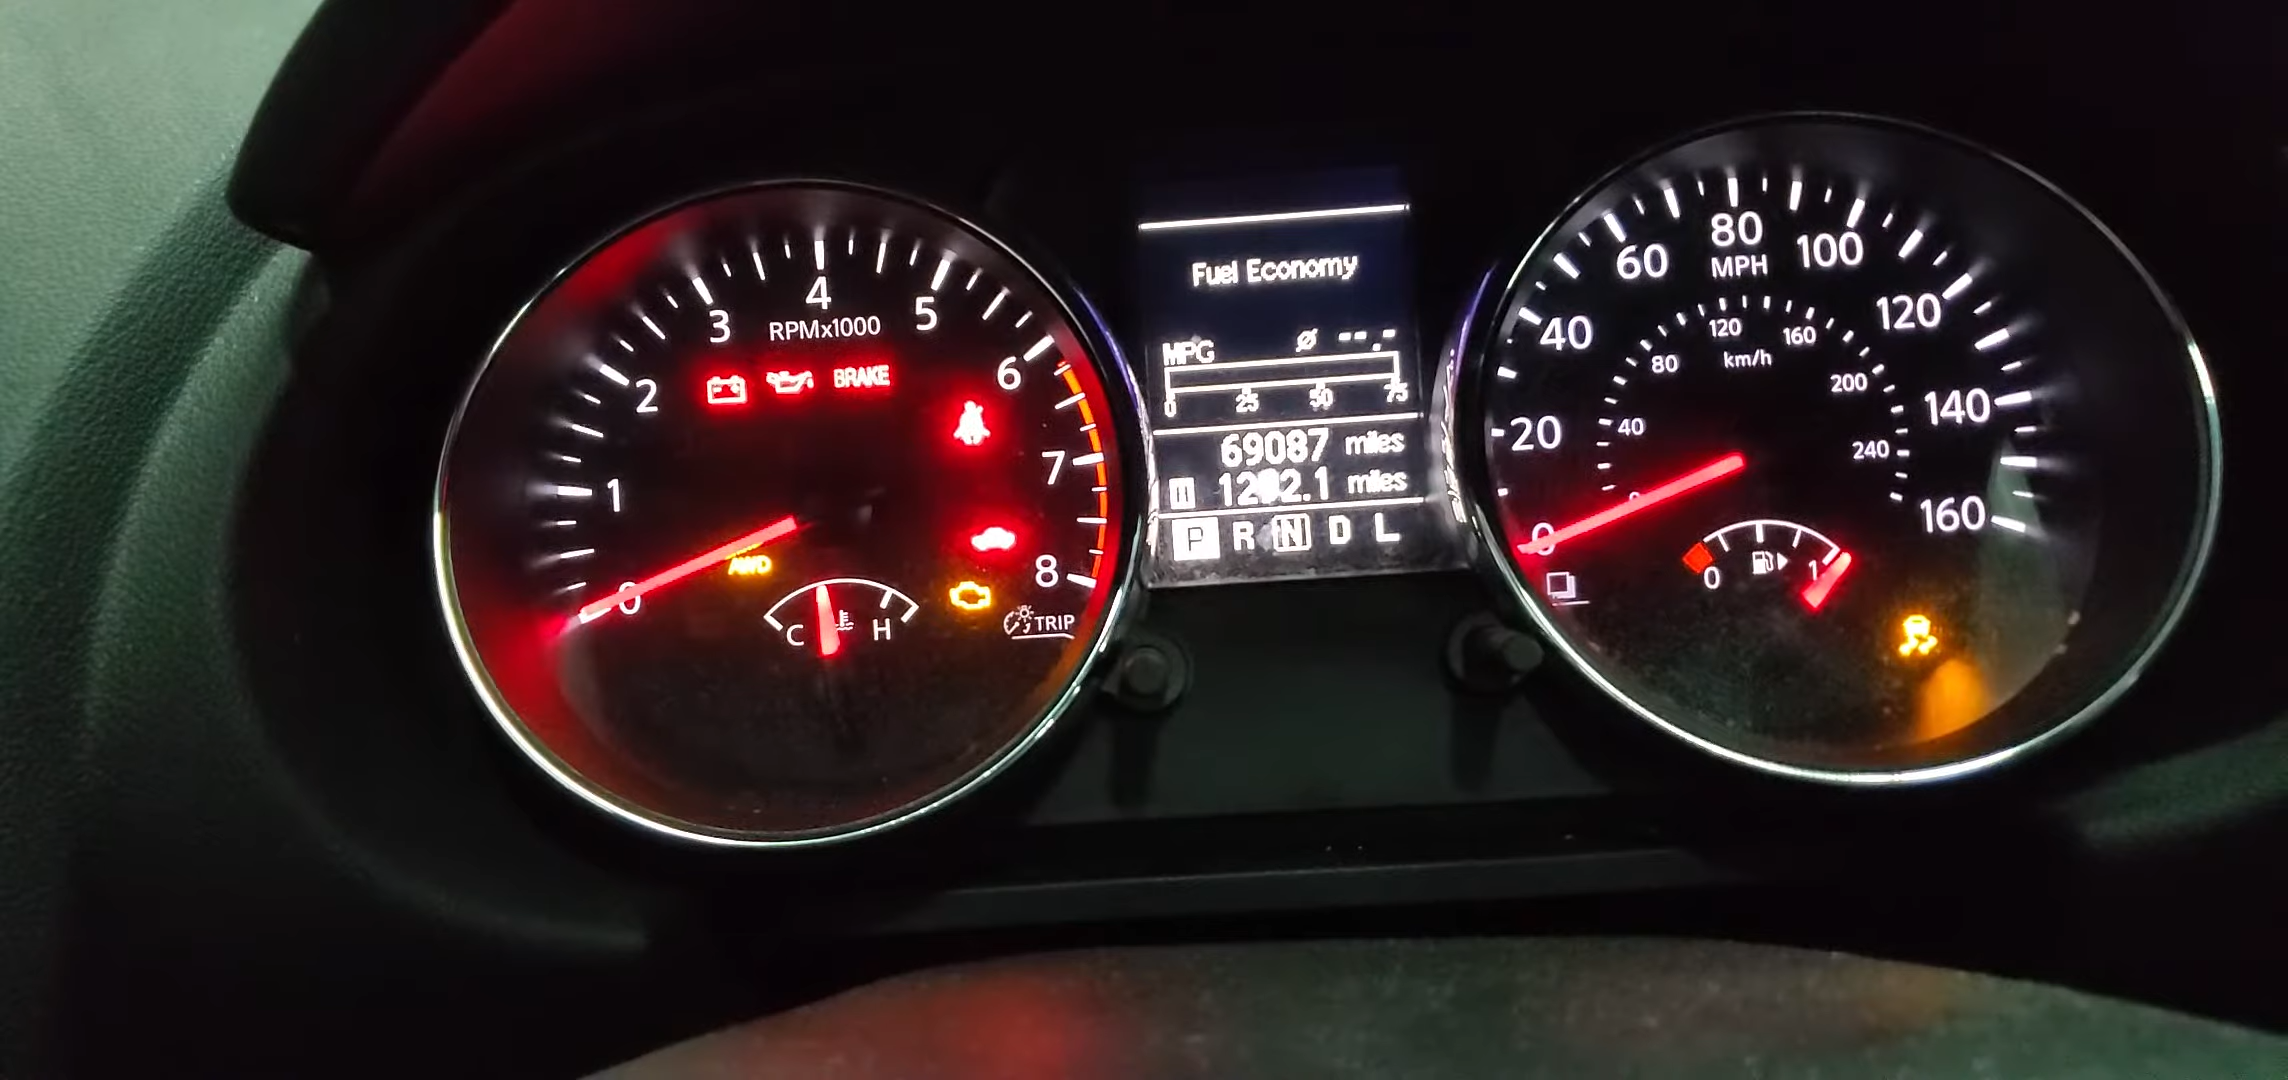 4
3
5
RPMx1000
2
6
BRAKE
1
7
0
AWD
8
C
H
TRIP
Fuel Economy
MPG ø --.-
0 25 50 75
69087 miles
miles
P R N D L
80
MPH
60
100
40
120
20
140
0
160
120
160
80
km/h
200
40
240
0
0
1